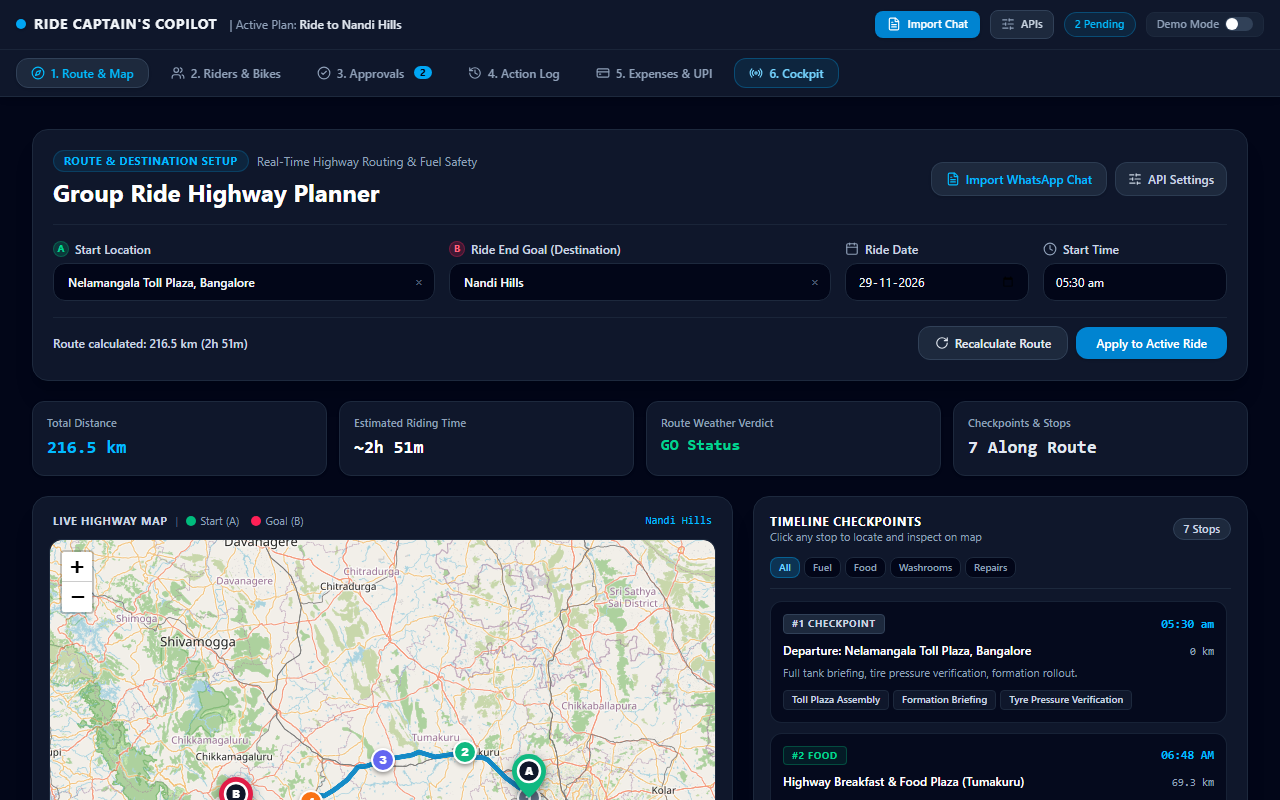 RIDE CAPTAIN'S COPILOT | Active Plan: Ride to Nandi Hills
Import Chat
APIs
2 Pending
Demo Mode
1. Route & Map
2. Riders & Bikes
3. Approvals 2
4. Action Log
5. Expenses & UPI
6. Cockpit
ROUTE & DESTINATION SETUP Real-Time Highway Routing & Fuel Safety
Group Ride Highway Planner
Import WhatsApp Chat
API Settings
A Start Location
Nelamangala Toll Plaza, Bangalore ×
B Ride End Goal (Destination)
Nandi Hills ×
Ride Date
29-11-2026
Start Time
05:30 am
Route calculated: 216.5 km (2h 51m)
Recalculate Route
Apply to Active Ride
Total Distance
216.5 km
Estimated Riding Time
~2h 51m
Route Weather Verdict
GO Status
Checkpoints & Stops
7 Along Route
LIVE HIGHWAY MAP | Start (A) Goal (B)
Nandi Hills
+
−
Davanagere
Davanagere
Chitradurga
Chitradurga
Sri Sathya
Sai District
Shimoga
Shivamogga
Chikkaballapura
Chikkamagaluru
Chikkamagaluru
Tumakuru
kuru
Kolar
upi
3
2
A
B
TIMELINE CHECKPOINTS
Click any stop to locate and inspect on map
7 Stops
All
Fuel
Food
Washrooms
Repairs
#1 CHECKPOINT
05:30 am
Departure: Nelamangala Toll Plaza, Bangalore
0 km
Full tank briefing, tire pressure verification, formation rollout.
Toll Plaza Assembly
Formation Briefing
Tyre Pressure Verification
#2 FOOD
06:48 AM
Highway Breakfast & Food Plaza (Tumakuru)
69.3 km